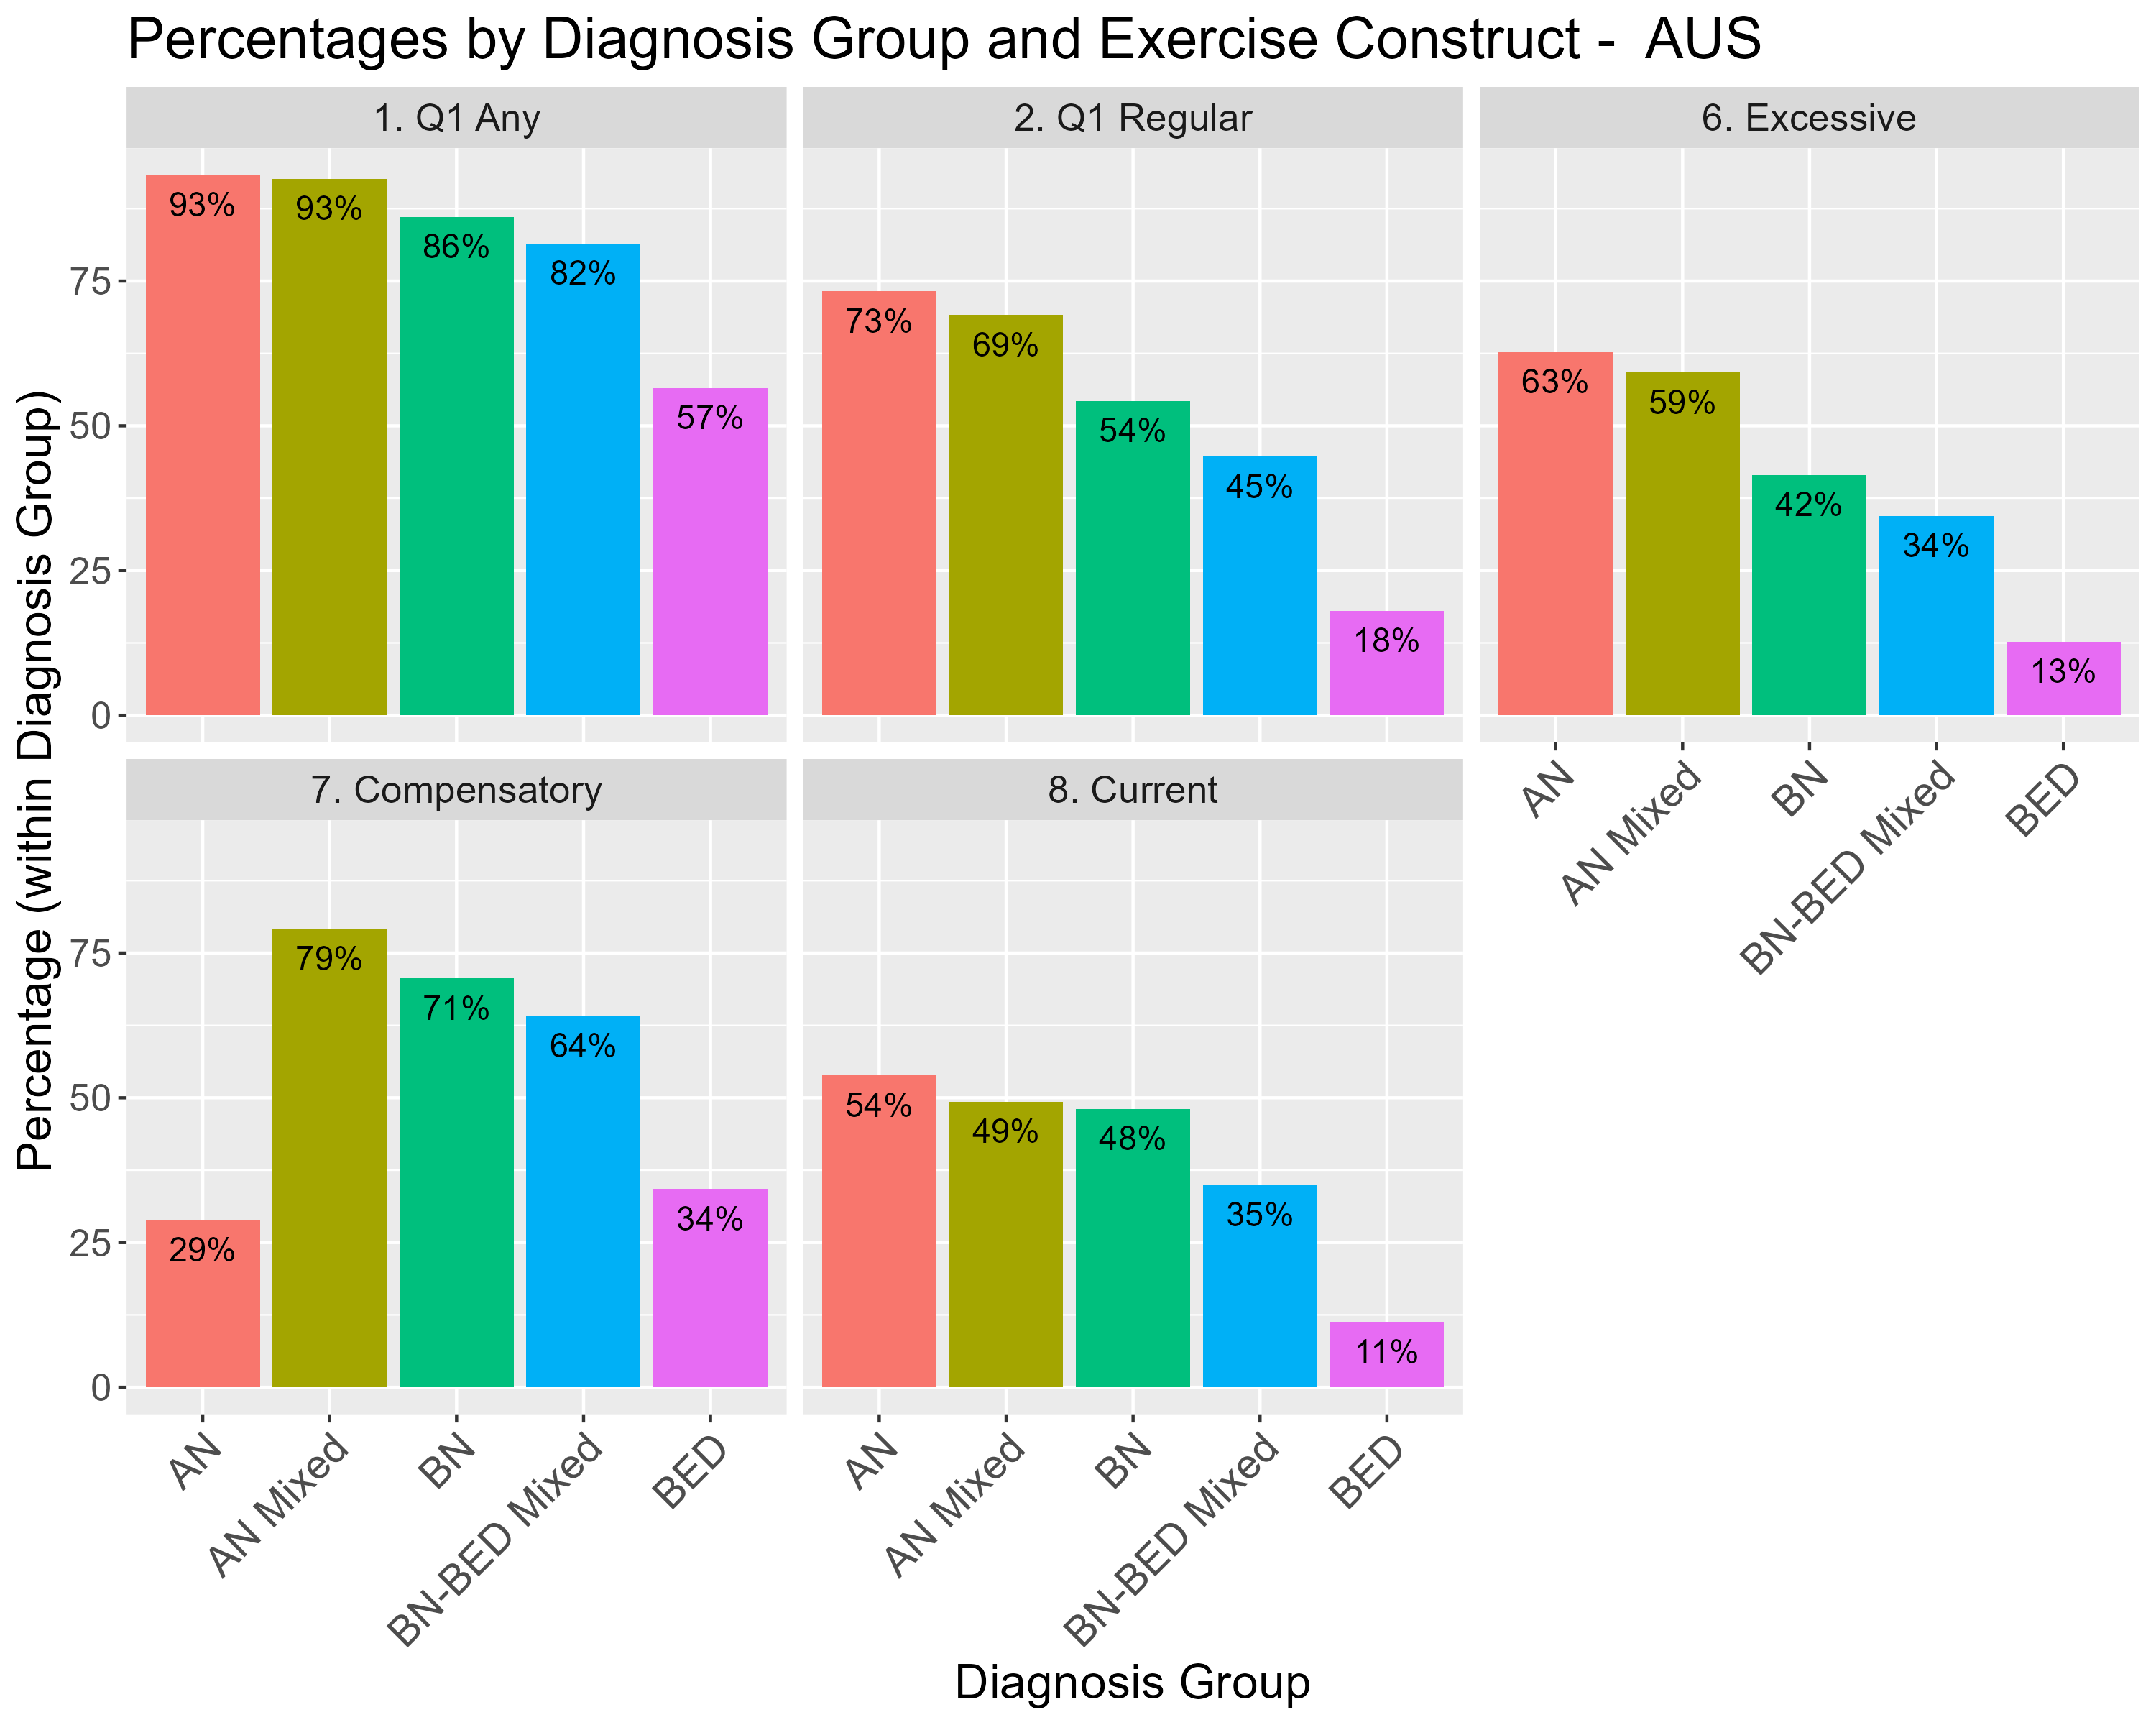 Percentages by Diagnosis Group and Exercise Construct -  AUS
Percentage (within Diagnosis Group)
1. Q1 Any
75
50
25
0
93%
93%
86%
82%
57%
2. Q1 Regular
73%
69%
54%
45%
18%
6. Excessive
63%
59%
42%
34%
13%
AN
AN Mixed
BN
BN-BED Mixed
BED
7. Compensatory
75
50
25
0
29%
79%
71%
64%
34%
AN
AN Mixed
BN
BN-BED Mixed
BED
8. Current
54%
49%
48%
35%
11%
AN
AN Mixed
BN
BN-BED Mixed
BED
Diagnosis Group